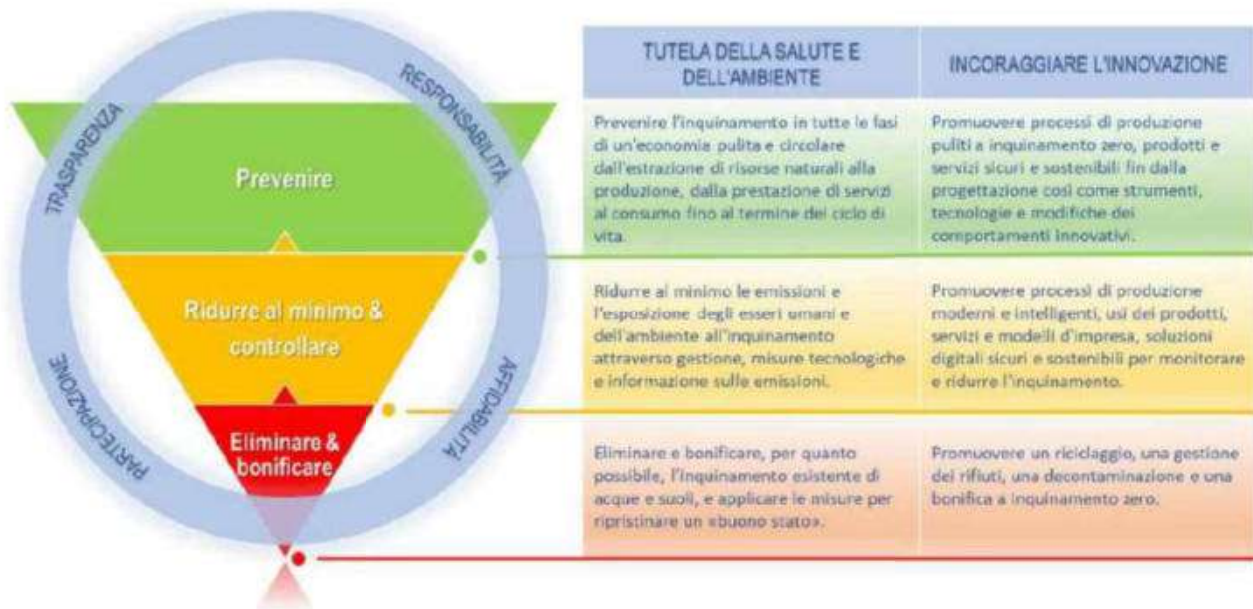 TRASPARENZA
RESPONSABILITÀ
PARTECIPAZIONE
AFFIDABILITÀ
Prevenire
Ridurre al minimo &
controllare
Eliminare &
bonificare
TUTELA DELLA SALUTE E
DELL'AMBIENTE
INCORAGGIARE L'INNOVAZIONE
Prevenire l'inquinamento in tutte le fasi
di un'economia pulita e circolare
dall'estrazione di risorse naturali alla
produzione, dalla prestazione di servizi
al consumo fino al termine del ciclo di
vita.
Promuovere processi di produzione
puliti a inquinamento zero, prodotti e
servizi sicuri e sostenibili fin dalla
progettazione così come strumenti,
tecnologie e modifiche dei
comportamenti innovativi.
Ridurre al minimo le emissioni e
l'esposizione degli esseri umani e
dell'ambiente all'inquinamento
attraverso gestione, misure tecnologiche
e informazione sulle emissioni.
Promuovere processi di produzione
moderni e intelligenti, usi dei prodotti,
servizi e modelli d'impresa, soluzioni
digitali sicuri e sostenibili per monitorare
e ridurre l'inquinamento.
Eliminare e bonificare, per quanto
possibile, l'inquinamento esistente di
acque e suoli, e applicare le misure per
ripristinare un «buono stato».
Promuovere un riciclaggio, una gestione
dei rifiuti, una decontaminazione e una
bonifica a inquinamento zero.